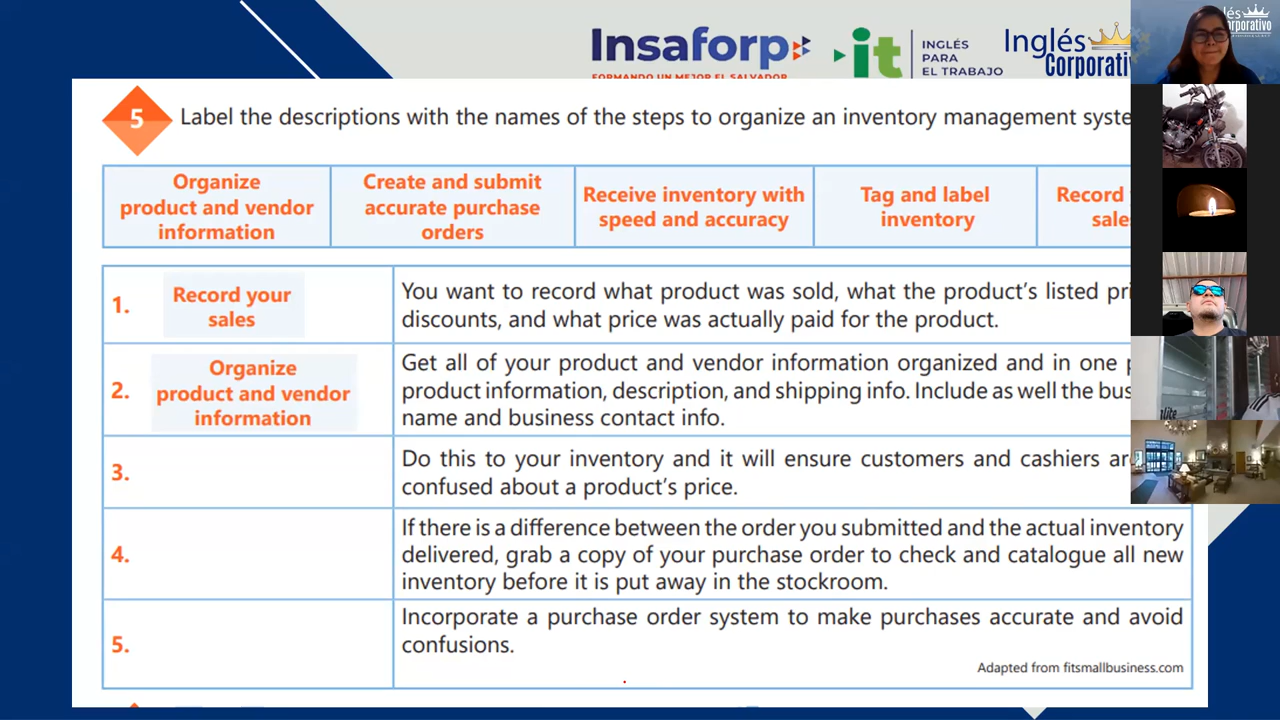 Insaforp
FORMANDO UN MEJOR EL SALVADOR
it
INGLÉS
PARA
EL TRABAJO
Inglés
Corporativ
5
Label the descriptions with the names of the steps to organize an inventory management syste
Organize
product and vendor
information
Create and submit
accurate purchase
orders
Receive inventory with
speed and accuracy
Tag and label
inventory
Record
sales
1.
Record your
sales
You want to record what product was sold, what the product's listed pri
discounts, and what price was actually paid for the product.
2.
Organize
product and vendor
information
Get all of your product and vendor information organized and in one p
product information, description, and shipping info. Include as well the bus
name and business contact info.
3.
Do this to your inventory and it will ensure customers and cashiers ar
confused about a product's price.
4.
If there is a difference between the order you submitted and the actual inventory
delivered, grab a copy of your purchase order to check and catalogue all new
inventory before it is put away in the stockroom.
5.
Incorporate a purchase order system to make purchases accurate and avoid
confusions.
Adapted from fitsmallbusiness.com